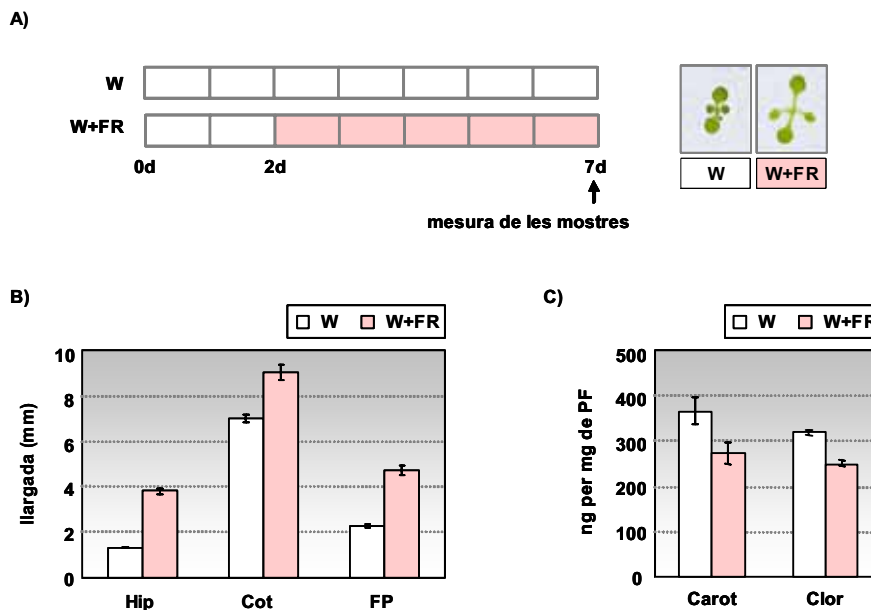 A)
W
W+FR
0d 2d 7d
mesura de les mostres
W W+FR
B)
W W+FR
llargada (mm)
10
8
6
4
2
0
Hip Cot FP
C)
W W+FR
ng per mg de PF
500
400
300
200
100
0
Carot Clor